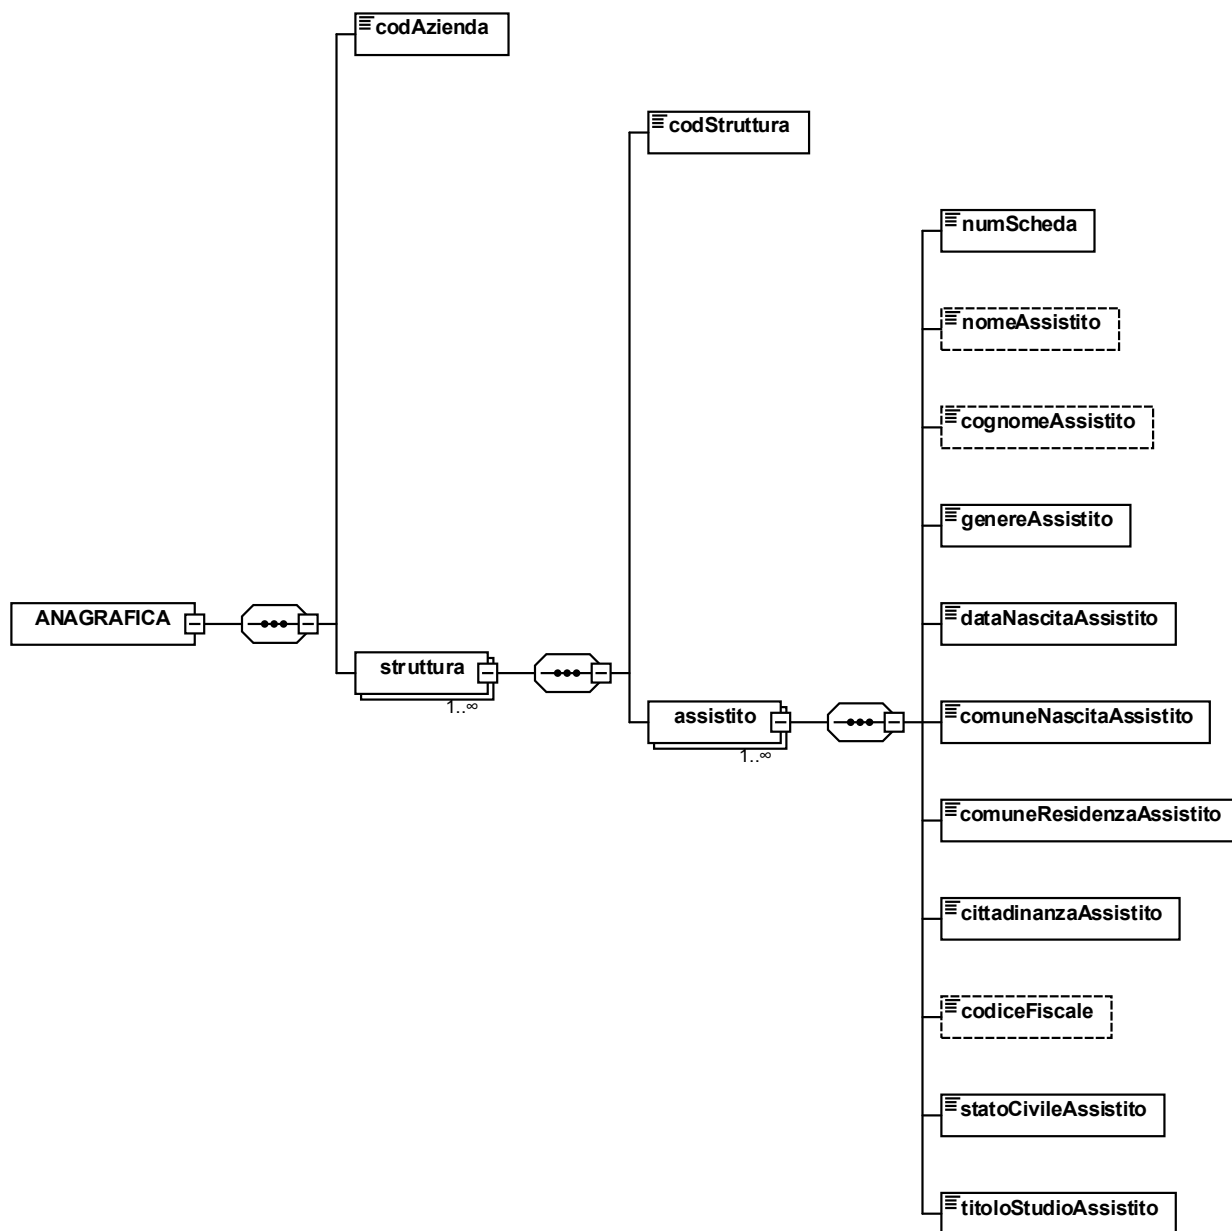 codAzienda
codStruttura
numScheda
nomeAssistito
cognomeAssistito
genereAssistito
ANAGRAFICA
dataNascitaAssistito
struttura
1..∞
assistito
1..∞
comuneNascitaAssistito
comuneResidenzaAssistito
cittadinanzaAssistito
codiceFiscale
statoCivileAssistito
titoloStudioAssistito